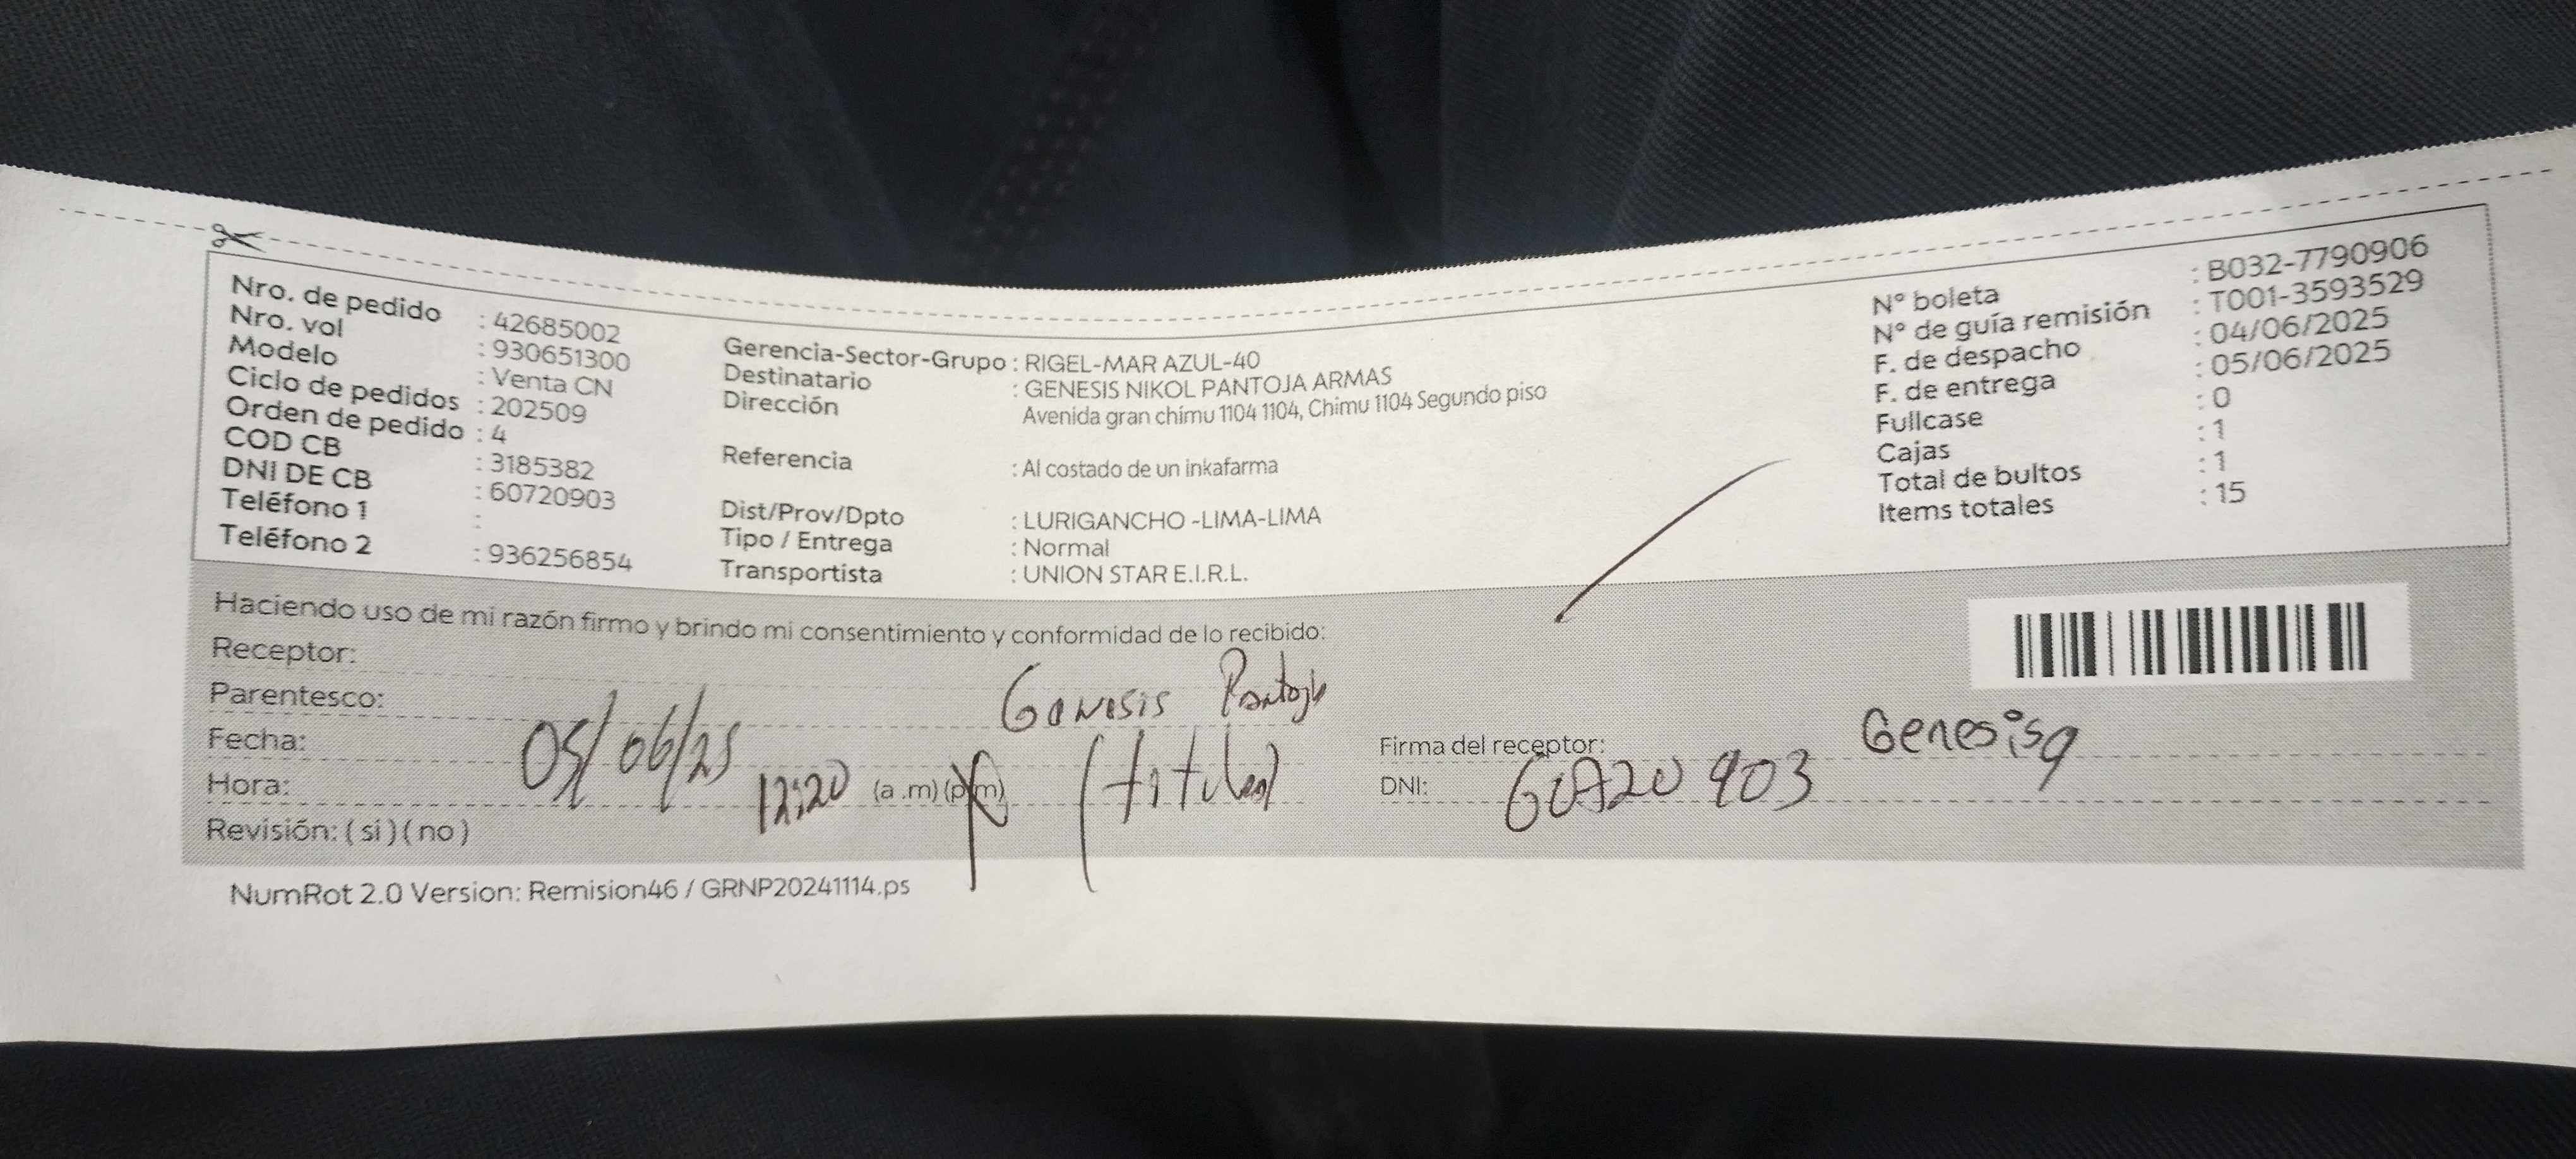 Nro. de pedido : 42685002
Nro. vol : 930651300
Modelo : Venta CN
Ciclo de pedidos : 202509
Orden de pedido : 4
COD CB : 3185382
DNI DE CB : 60720903
Teléfono 1 :
Teléfono 2 : 936256854
Gerencia-Sector-Grupo : RIGEL-MAR AZUL-40
Destinatario : GENESIS NIKOL PANTOJA ARMAS
Dirección Avenida gran chimu 1104 1104, Chimu 1104 Segundo piso
Referencia : Al costado de un inkafarma
Dist/Prov/Dpto : LURIGANCHO -LIMA-LIMA
Tipo / Entrega : Normal
Transportista : UNION STAR E.I.R.L.
N° boleta : B032-7790906
N° de guía remisión : T001-3593529
F. de despacho : 04/06/2025
F. de entrega : 05/06/2025
Fullcase : 0
Cajas : 1
Total de bultos : 1
Items totales : 15
Haciendo uso de mi razón firmo y brindo mi consentimiento y conformidad de lo recibido:
Receptor: Genesis Pantoja
Parentesco: (titular)
Fecha: 05/06/25
Hora: 12:20 (a .m) (p.m)
Revisión: ( si ) ( no )
Firma del receptor: Genesis
DNI: 60720903
NumRot 2.0 Version: Remision46 / GRNP20241114.ps